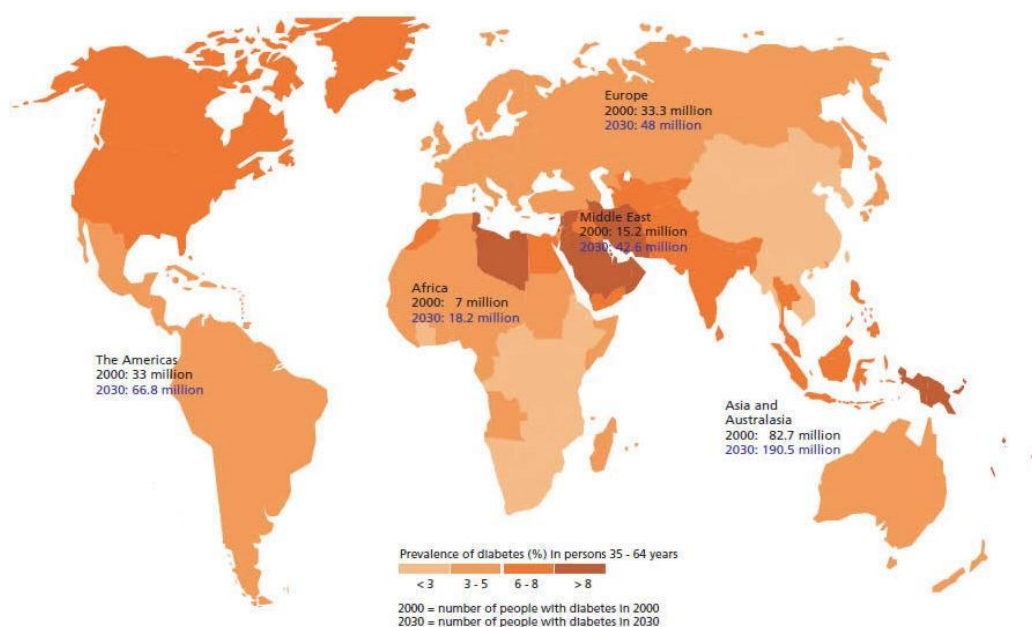 Europe
2000: 33.3 million
2030: 48 million
Middle East
2000: 15.2 million
2030: 42.6 million
Africa
2000: 7 million
2030: 18.2 million
The Americas
2000: 33 million
2030: 66.8 million
Asia and
Australasia
2000: 82.7 million
2030: 190.5 million
Prevalence of diabetes (%) in persons 35 - 64 years
< 3 3 - 5 6 - 8 > 8
2000 = number of people with diabetes in 2000
2030 = number of people with diabetes in 2030